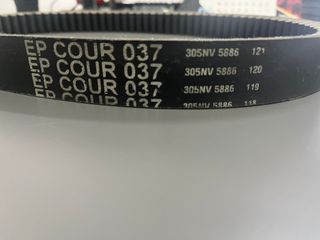 EP COUR 037 305NV 5886 121
EP COUR 037 305NV 5886 120
EP COUR 037 305NV 5886 119
EP COUR 037 305NV 5886 118